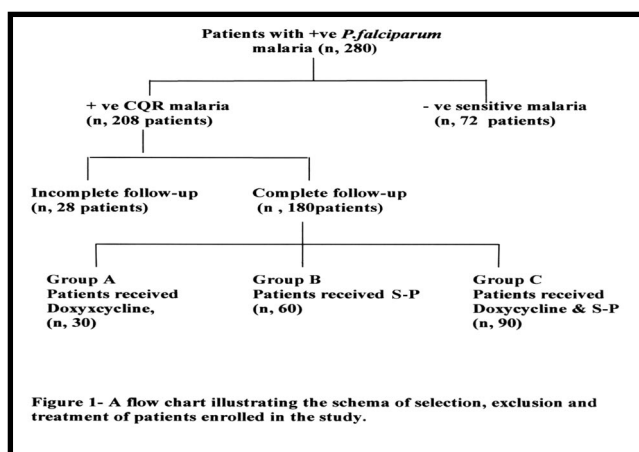 Patients with +ve P.falciparum
malaria (n, 280)
+ ve CQR malaria
(n, 208 patients)
- ve sensitive malaria
(n, 72 patients)
Incomplete follow-up
(n, 28 patients)
Complete follow-up
(n , 180patients)
Group A
Patients received
Doxyxcycline,
(n, 30)
Group B
Patients received S-P
(n, 60)
Group C
Patients received
Doxycycline & S-P
(n, 90)
Figure 1- A flow chart illustrating the schema of selection, exclusion and
treatment of patients enrolled in the study.